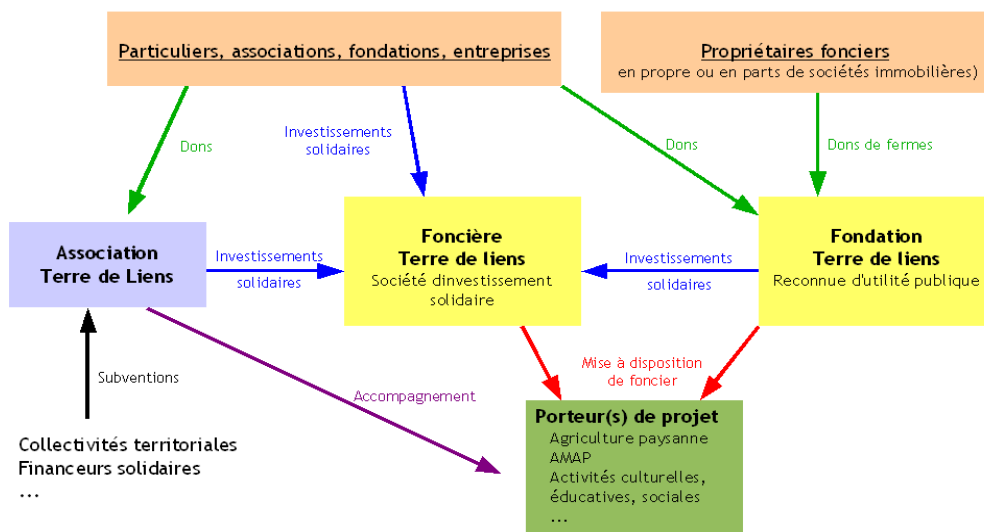 Particuliers, associations, fondations, entreprises
Propriétaires fonciers
en propre ou en parts de sociétés immobilières)
Dons
Investissements
solidaires
Dons
Dons de fermes
Association
Terre de Liens
Investissements
solidaires
Foncière
Terre de liens
Société dinvestissement
solidaire
Investissements
solidaires
Fondation
Terre de liens
Reconnue d'utilité publique
Subventions
Accompagnement
Mise à disposition
de foncier
Collectivités territoriales
Financeurs solidaires
...
Porteur(s) de projet
Agriculture paysanne
AMAP
Activités culturelles,
éducatives, sociales
...